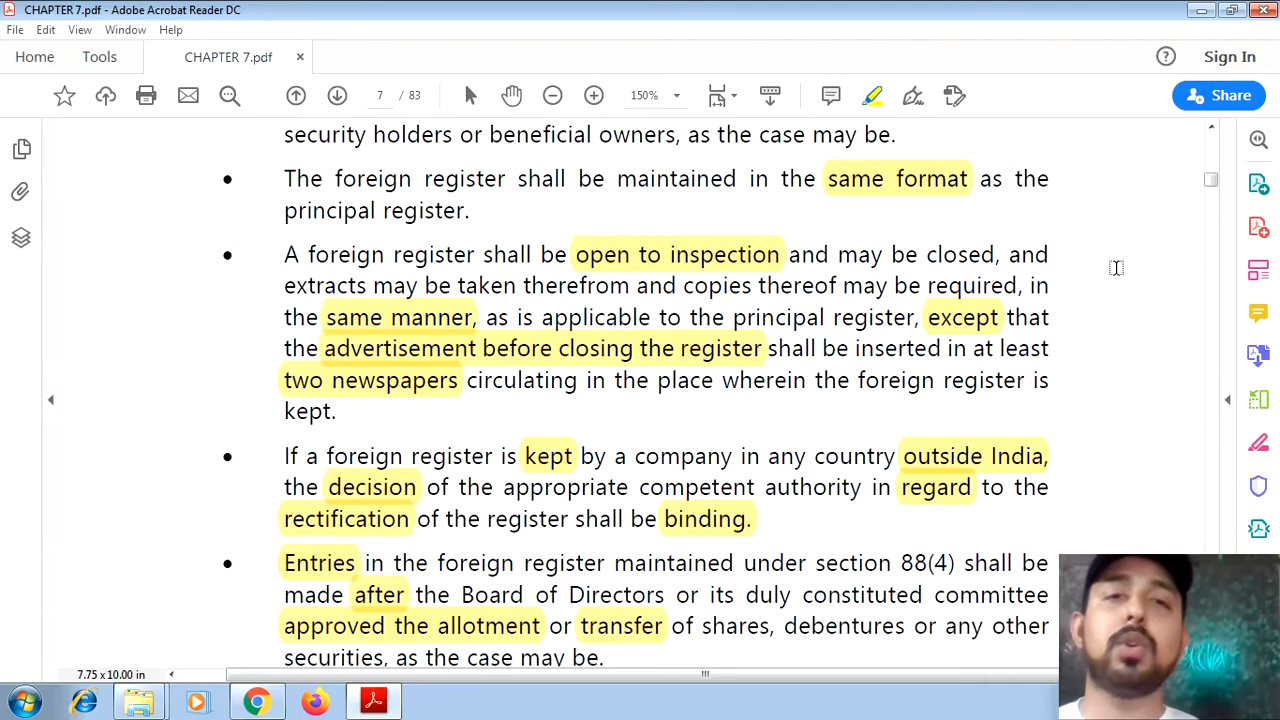 CHAPTER 7.pdf - Adobe Acrobat Reader DC
File Edit View Window Help
Home Tools CHAPTER 7.pdf × Sign In
7 / 83 150% Share
security holders or beneficial owners, as the case may be.
• The foreign register shall be maintained in the same format as the
principal register.
• A foreign register shall be open to inspection and may be closed, and
extracts may be taken therefrom and copies thereof may be required, in
the same manner, as is applicable to the principal register, except that
the advertisement before closing the register shall be inserted in at least
two newspapers circulating in the place wherein the foreign register is
kept.
• If a foreign register is kept by a company in any country outside India,
the decision of the appropriate competent authority in regard to the
rectification of the register shall be binding.
• Entries in the foreign register maintained under section 88(4) shall be
made after the Board of Directors or its duly constituted committee
approved the allotment or transfer of shares, debentures or any other
securities, as the case may be.
7.75 x 10.00 in